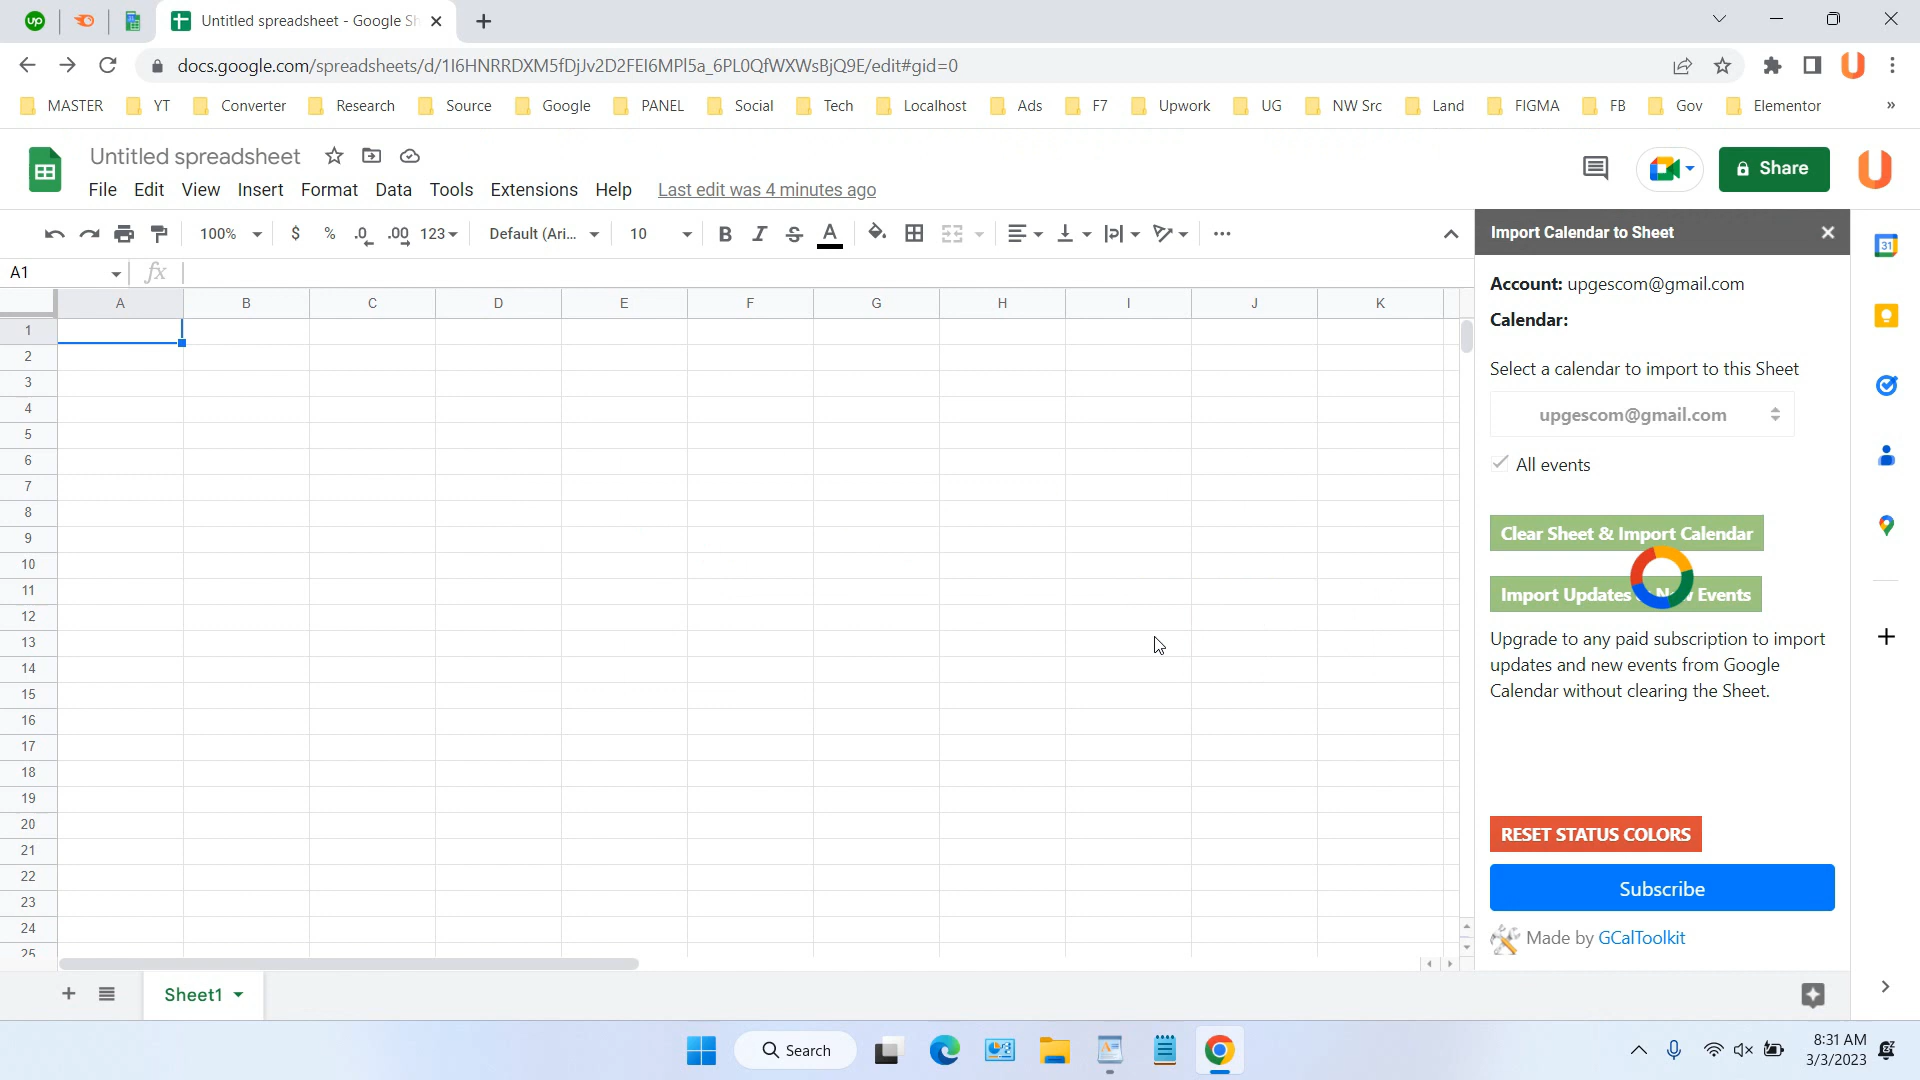 up
Untitled spreadsheet - Google Sh
docs.google.com/spreadsheets/d/1I6HNRRDXM5fDjJv2D2FEI6MPI5a_6PL0QfWXWsBjQ9E/edit#gid=0
MASTER YT Converter Research Source Google PANEL Social Tech Localhost Ads F7 Upwork UG NW Src Land FIGMA FB Gov Elementor »
Untitled spreadsheet
Share
File Edit View Insert Format Data Tools Extensions Help Last edit was 4 minutes ago
100% $ % .0 .00 123 Default (Ari... 10 B I S A
Import Calendar to Sheet
A1 fx
A B C D E F G H I J K
1
2
3
4
5
6
7
8
9
10
11
12
13
14
15
16
17
18
19
20
21
22
23
24
25
31
Account: upgescom@gmail.com
Calendar:
Select a calendar to import to this Sheet
upgescom@gmail.com
All events
Clear Sheet & Import Calendar
Import Updates Events
Upgrade to any paid subscription to import
updates and new events from Google
Calendar without clearing the Sheet.
RESET STATUS COLORS
Subscribe
Made by GCalToolkit
Sheet1
Search
8:31 AM
3/3/2023